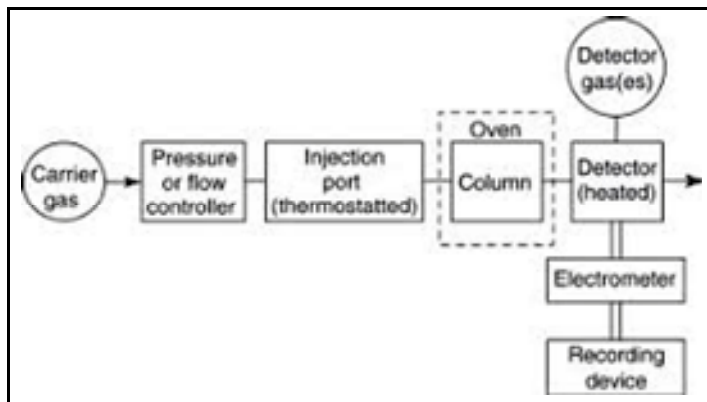 Detector
gas(es)
Oven
Carrier
gas
Pressure
or flow
controller
Injection
port
(thermostatted)
Column
Detector
(heated)
Electrometer
Recording
device